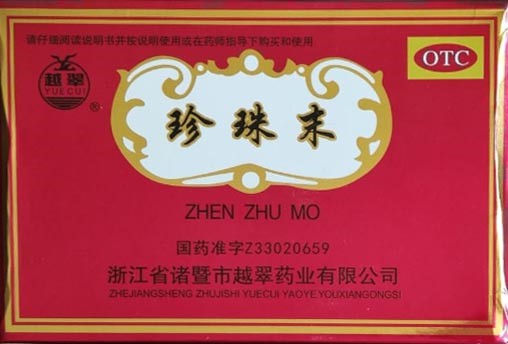 请仔细阅读说明书并按说明使用或在药师指导下购买和使用
OTC
越翠
YUECUI
®
珍珠末
ZHEN ZHU MO
国药准字Z33020659
浙江省诸暨市越翠药业有限公司
ZHEJIANGSHENG ZHUJISHI YUECUI YAOYE YOUXIANGONGSI